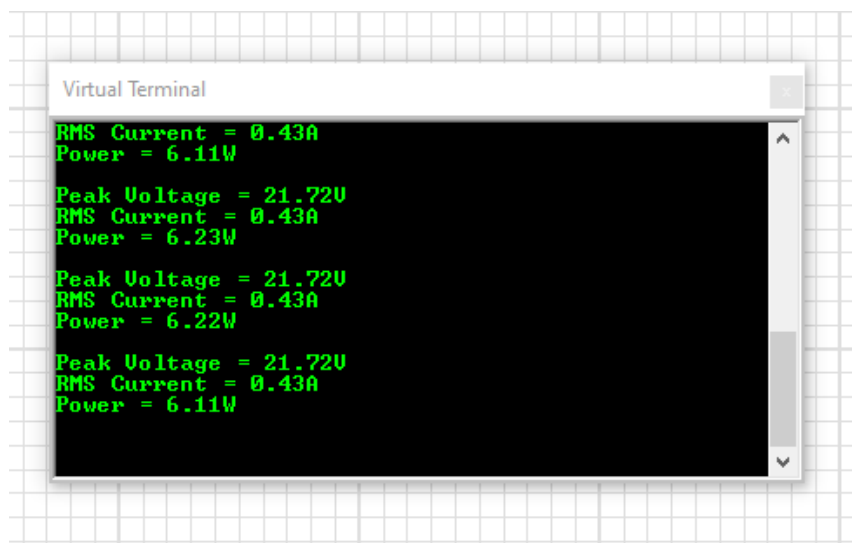 Virtual Terminal
RMS Current = 0.43A
Power = 6.11W
Peak Voltage = 21.72V
RMS Current = 0.43A
Power = 6.23W
Peak Voltage = 21.72V
RMS Current = 0.43A
Power = 6.22W
Peak Voltage = 21.72V
RMS Current = 0.43A
Power = 6.11W